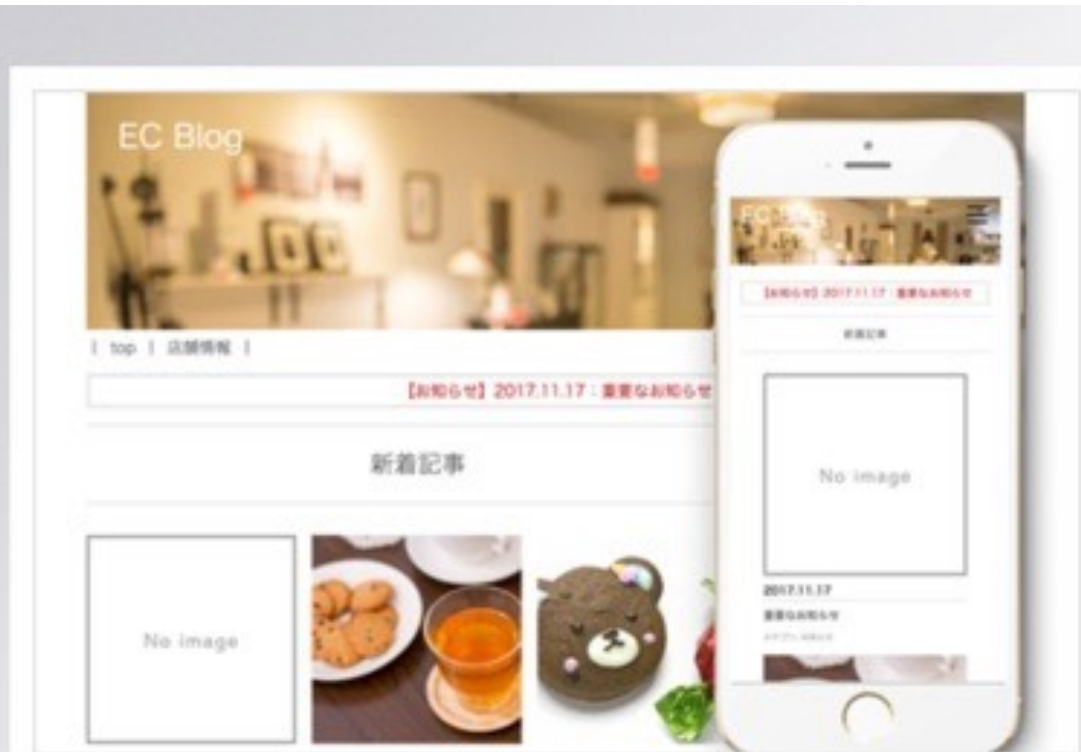 EC Blog
| top | 店舗情報 |
【お知らせ】2017.11.17：重要なお知らせ
新着記事
No image
EC Blog
【お知らせ】2017.11.17：重要なお知らせ
新着記事
No image
2017.11.17
重要なお知らせ